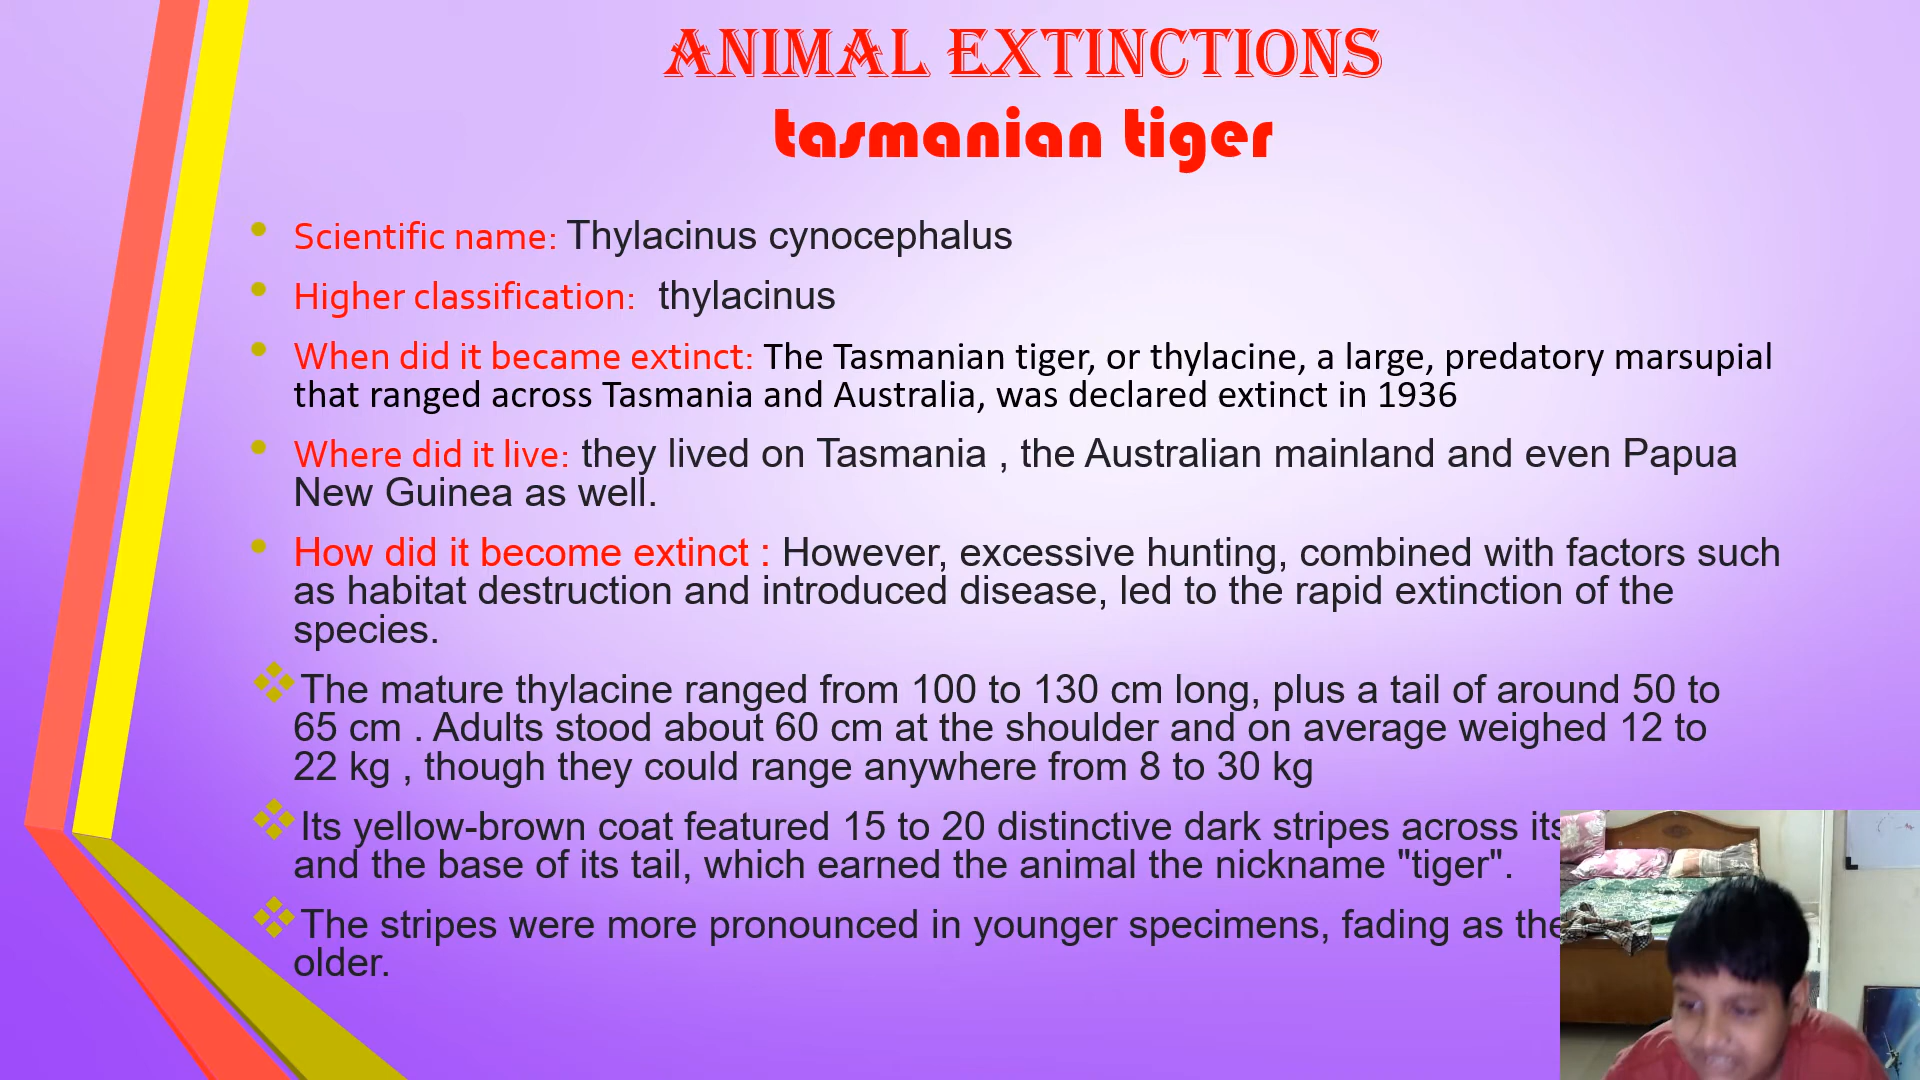 ANIMAL EXTINCTIONS
tasmanian tiger
Scientific name: Thylacinus cynocephalus
Higher classification: thylacinus
When did it became extinct: The Tasmanian tiger, or thylacine, a large, predatory marsupial
that ranged across Tasmania and Australia, was declared extinct in 1936
Where did it live: they lived on Tasmania , the Australian mainland and even Papua
New Guinea as well.
How did it become extinct : However, excessive hunting, combined with factors such
as habitat destruction and introduced disease, led to the rapid extinction of the
species.
The mature thylacine ranged from 100 to 130 cm long, plus a tail of around 50 to
65 cm . Adults stood about 60 cm at the shoulder and on average weighed 12 to
22 kg , though they could range anywhere from 8 to 30 kg
Its yellow-brown coat featured 15 to 20 distinctive dark stripes across its
and the base of its tail, which earned the animal the nickname "tiger".
The stripes were more pronounced in younger specimens, fading as
older.